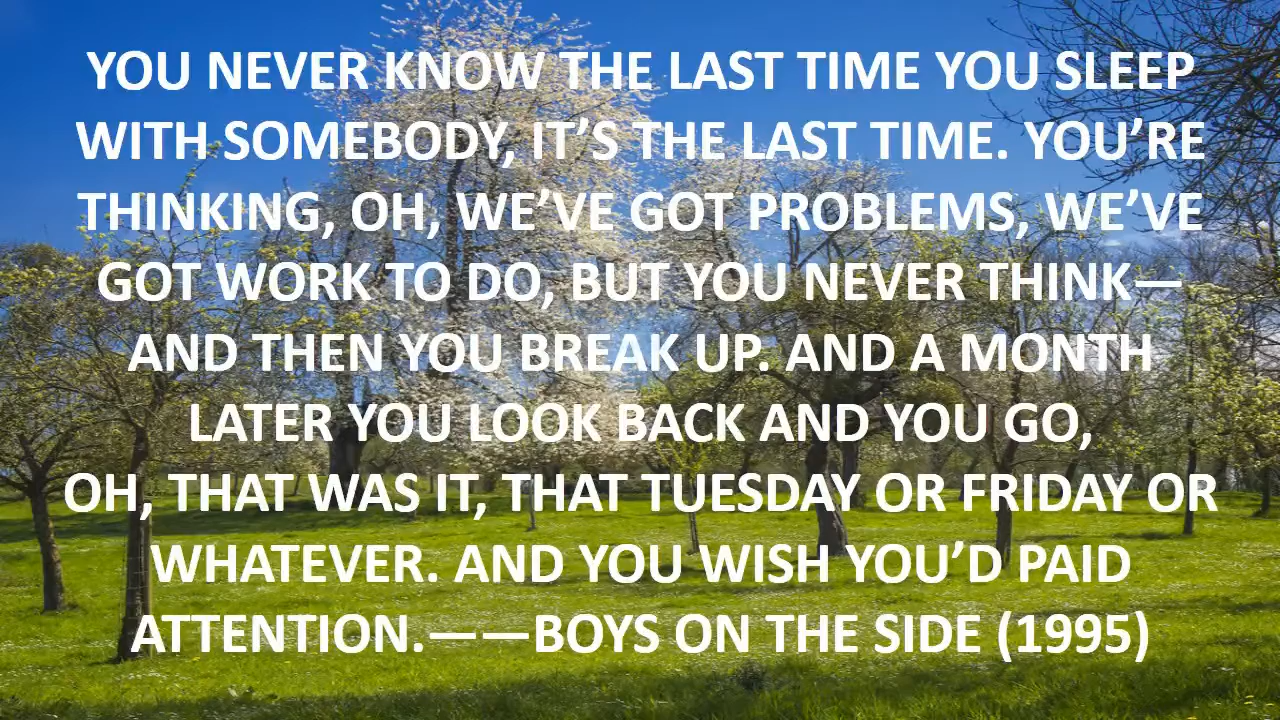 YOU NEVER KNOW THE LAST TIME YOU SLEEP
WITH SOMEBODY, IT’S THE LAST TIME. YOU’RE
THINKING, OH, WE’VE GOT PROBLEMS, WE’VE
GOT WORK TO DO, BUT YOU NEVER THINK—
AND THEN YOU BREAK UP. AND A MONTH
LATER YOU LOOK BACK AND YOU GO,
OH, THAT WAS IT, THAT TUESDAY OR FRIDAY OR
WHATEVER. AND YOU WISH YOU’D PAID
ATTENTION.——BOYS ON THE SIDE (1995)